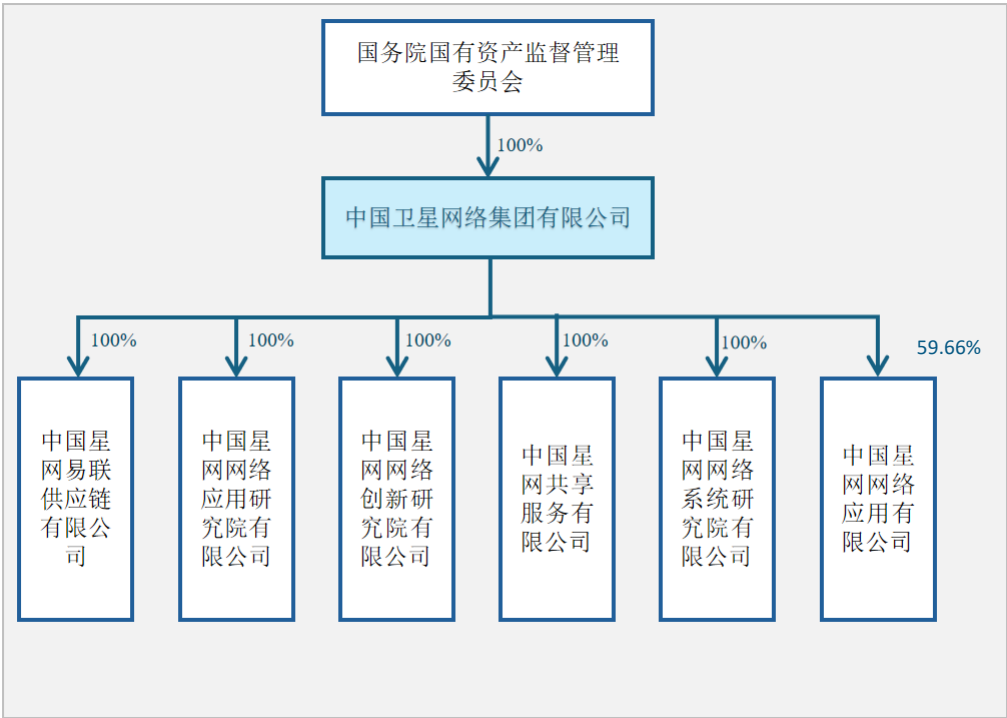 国务院国有资产监督管理
委员会
100%
中国卫星网络集团有限公司
100%
100%
100%
100%
100%
59.66%
中国星
网易联
供应链
有限公
司
中国星
网网络
应用研
究院有
限公司
中国星
网网络
创新研
究院有
限公司
中国星
网共享
服务有
限公司
中国星
网网络
系统研
究院有
限公司
中国星
网网络
应用有
限公司